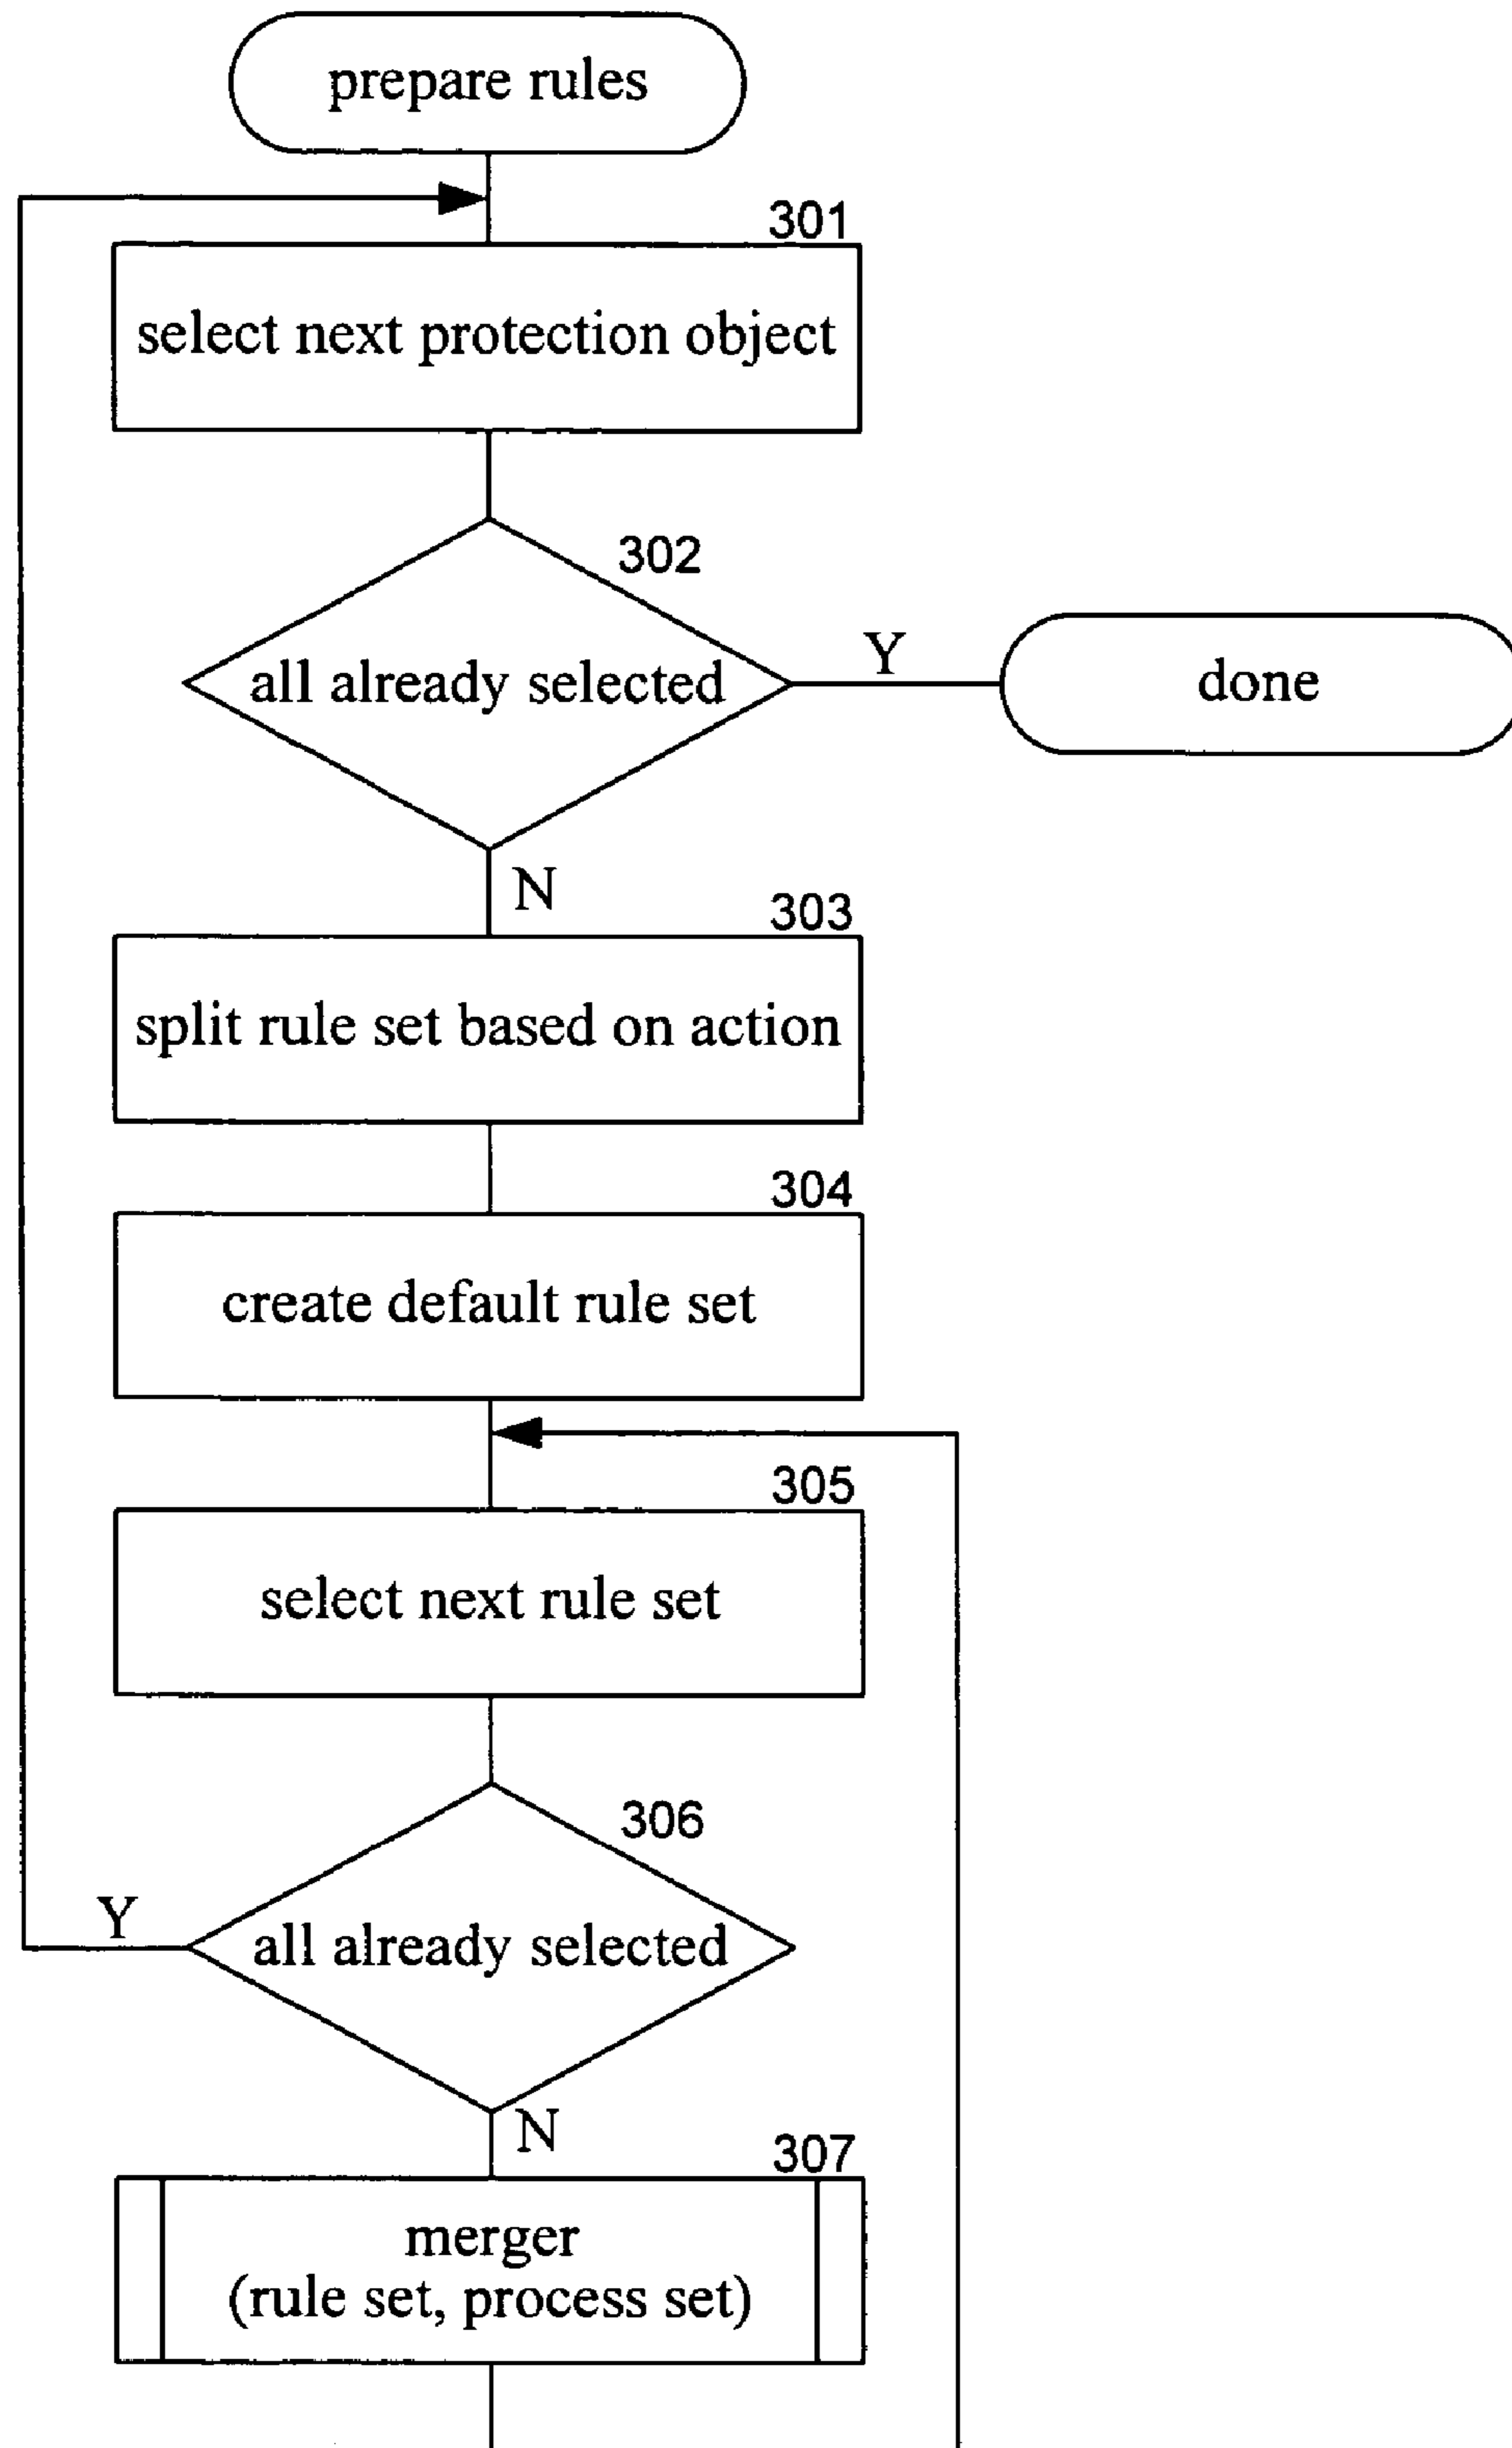 prepare rules
301
select next protection object
302
all already selected
Y
done
N
303
split rule set based on action
304
create default rule set
305
select next rule set
306
Y
all already selected
N
307
merger
(rule set, process set)